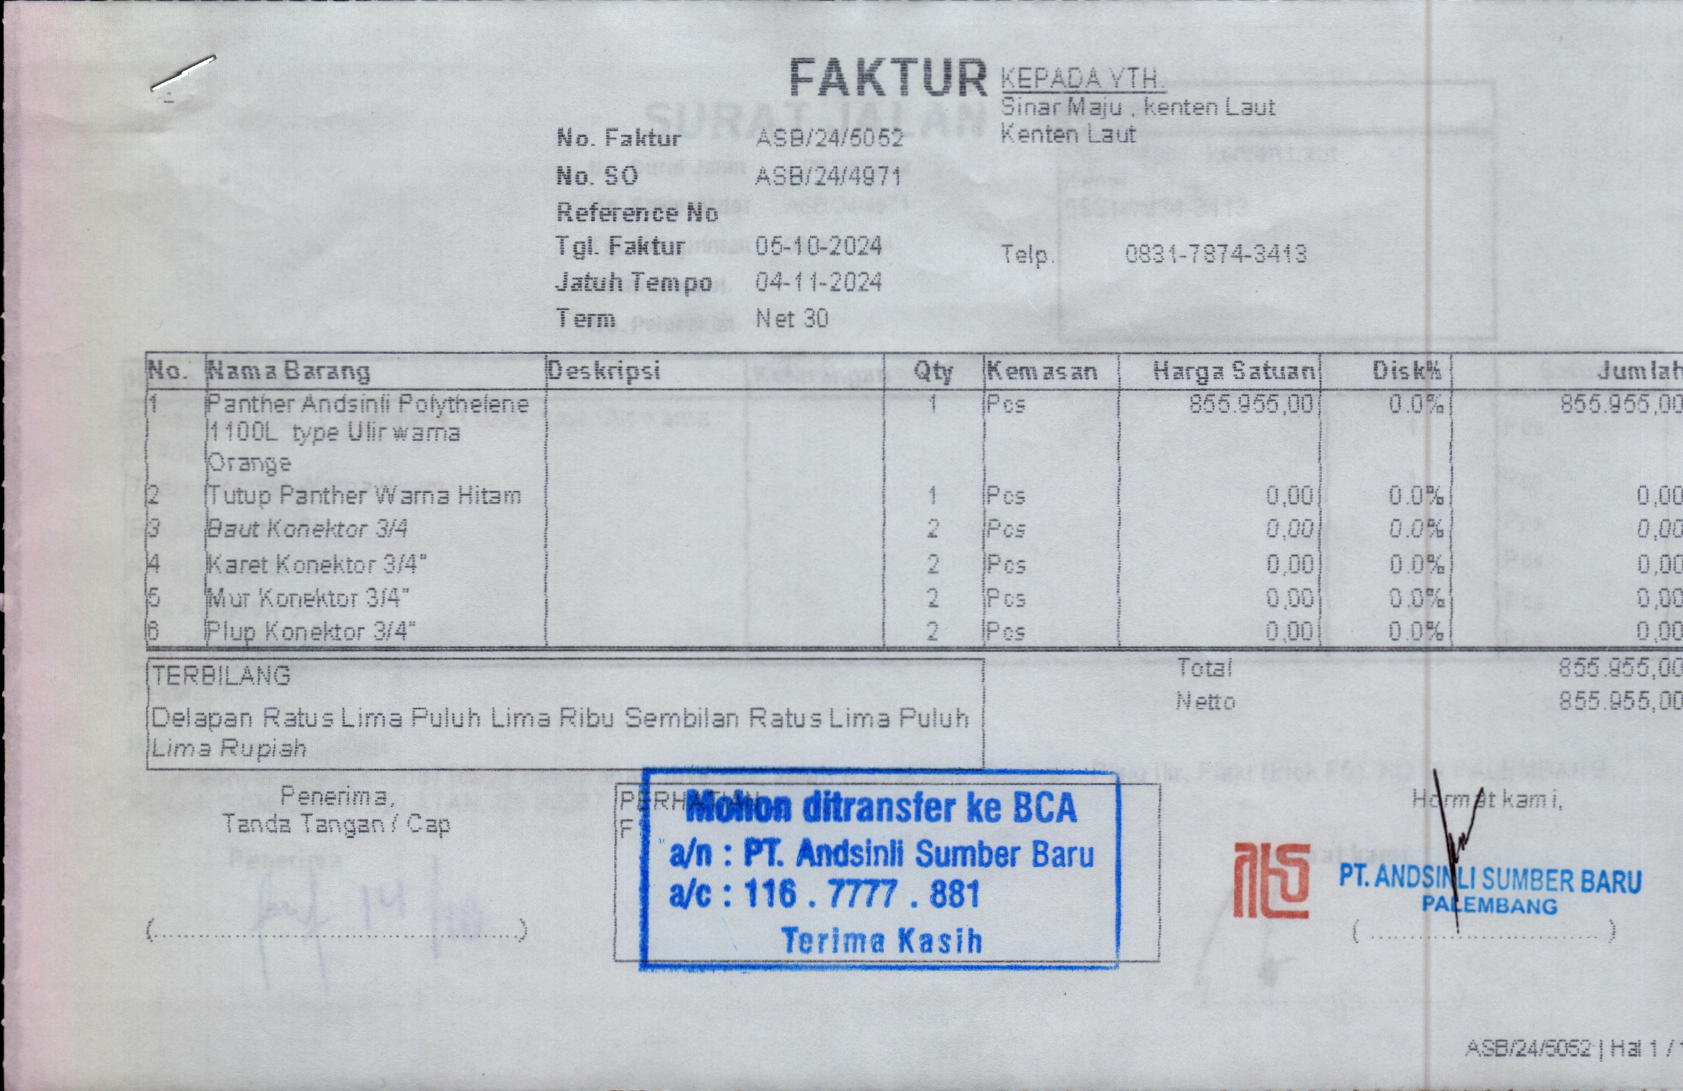 FAKTUR
KEPADA YTH.
Sinar Maju , kenten Laut
Kenten Laut
No. Faktur ASB/24/5052
No. SO ASB/24/4971
Reference No
Tgl. Faktur 05-10-2024
Telp. 0831-7874-3413
Jatuh Tempo 04-11-2024
Term Net 30
No. Nama Barang Deskripsi Qty Kemasan Harga Satuan Disk% Jumlah
1 Panther Andsinli Polythelene 1 Pcs 855.955,00 0.0% 855.955,00
1100L type Ulir warna
Orange
2 Tutup Panther Warna Hitam 1 Pcs 0,00 0.0% 0,00
3 Baut Konektor 3/4 2 Pcs 0,00 0.0% 0,00
4 Karet Konektor 3/4" 2 Pcs 0,00 0.0% 0,00
5 Mur Konektor 3/4" 2 Pcs 0,00 0.0% 0,00
6 Plup Konektor 3/4" 2 Pcs 0,00 0.0% 0,00
TERBILANG
Delapan Ratus Lima Puluh Lima Ribu Sembilan Ratus Lima Puluh
Lima Rupiah
Total 855.955,00
Netto 855.955,00
Penerima,
Tanda Tangan / Cap
(..........................................)
PERHATIAN
Mohon ditransfer ke BCA
a/n : PT. Andsinli Sumber Baru
a/c : 116 . 7777 . 881
Terima Kasih
Hormat kami,
PT. ANDSINLI SUMBER BARU
PALEMBANG
(..........................)
ASB/24/5052 | Hal 1 / 1